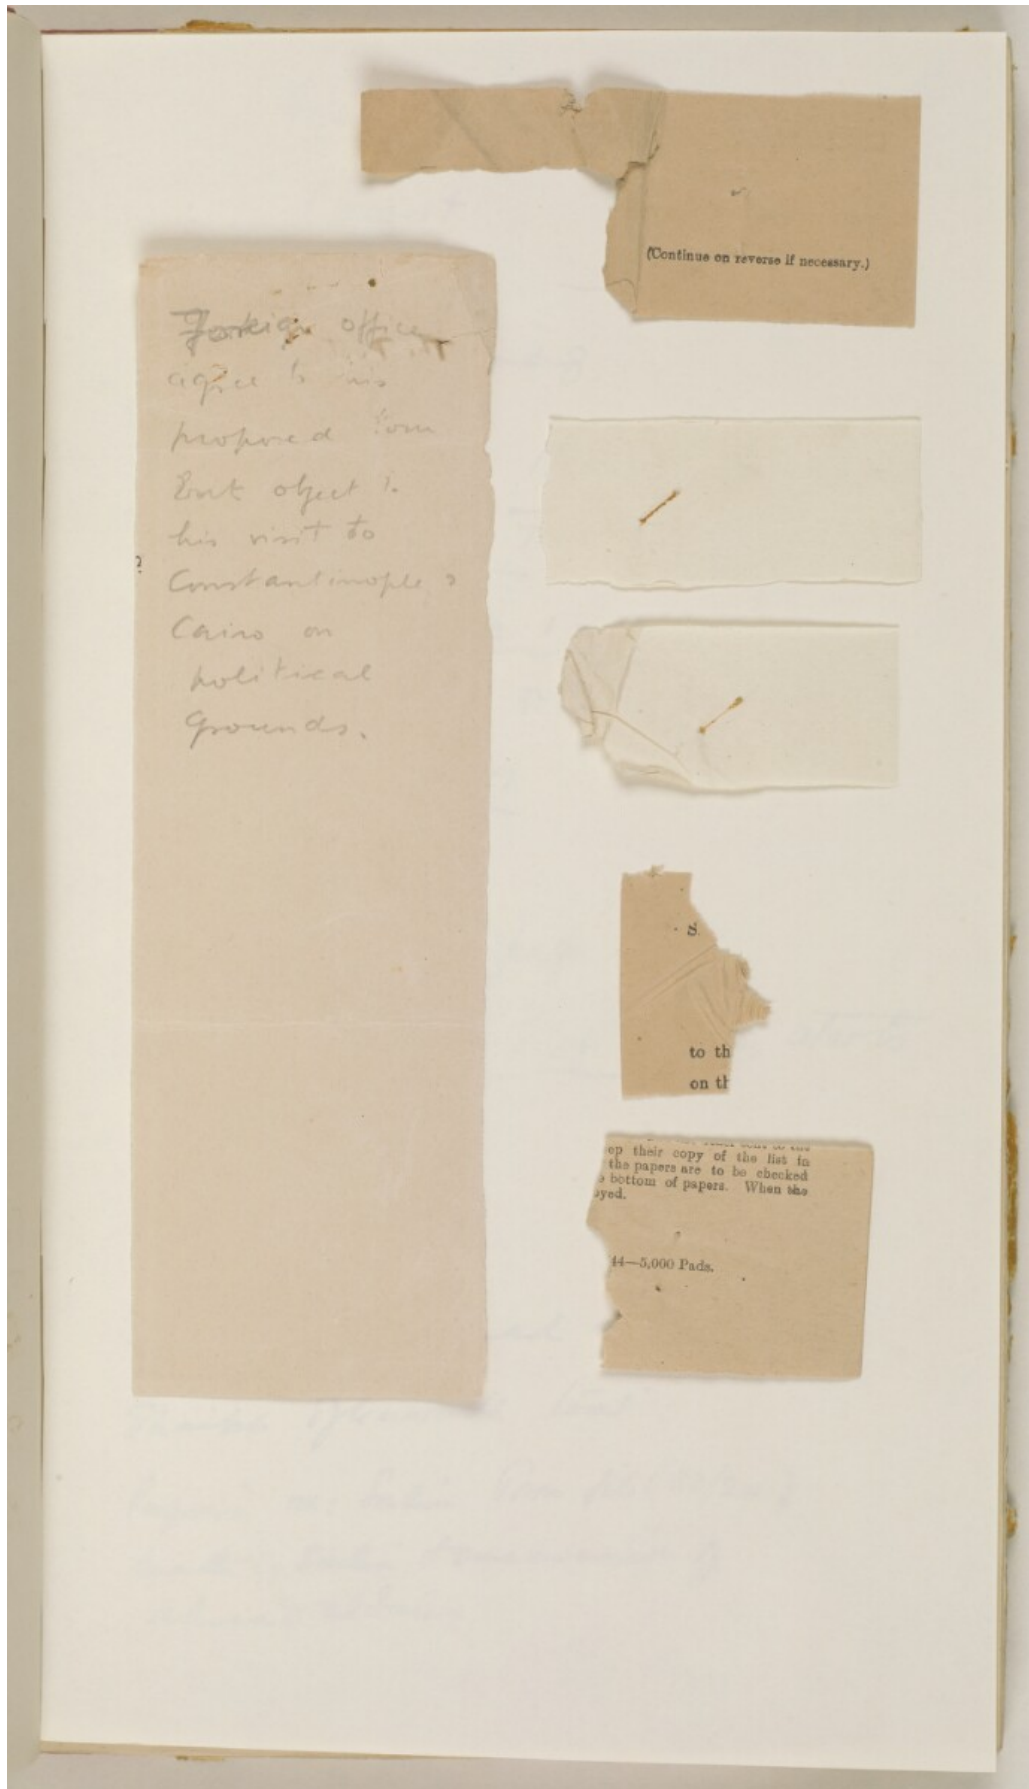 (Continue on reverse if necessary.)
Foreign office
agree to his
proposed tour
But object to
his visit to
Constantinople &
Cairo on
political
Grounds.
?
S.
to th
on th
ep their copy of the list in
the papers are to be checked
bottom of papers. When the
oyed.
44—5,000 Pads.